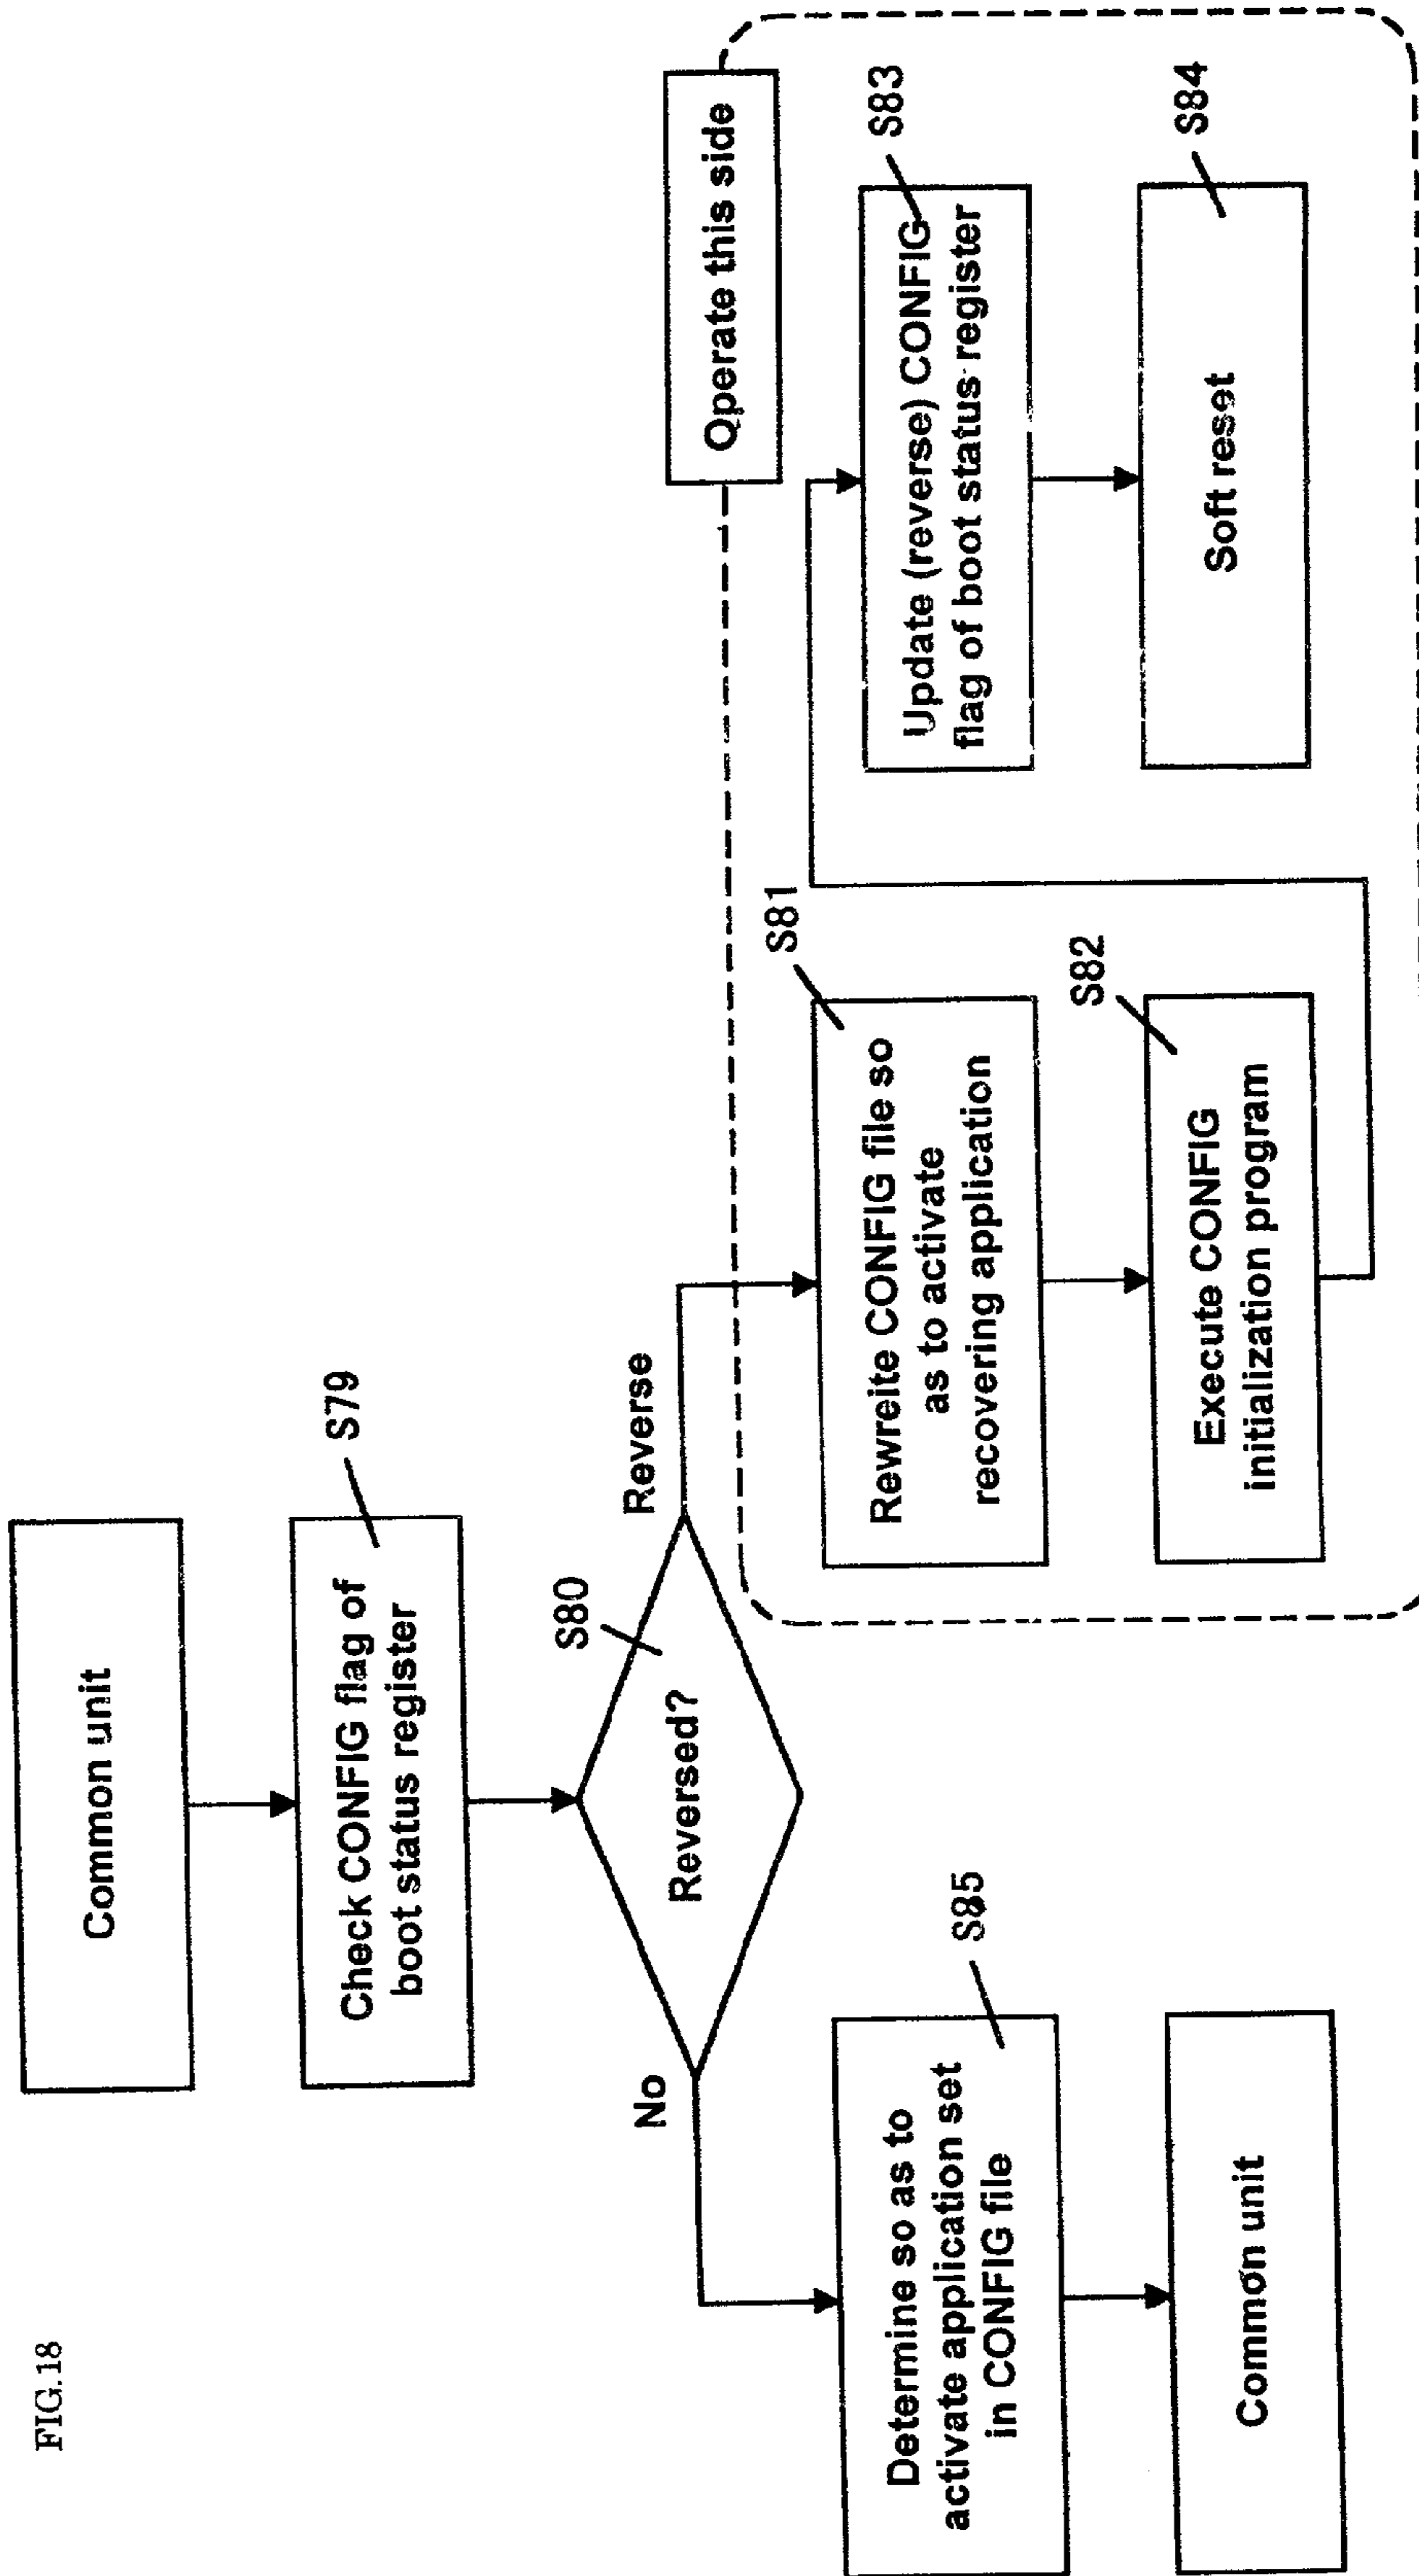 FIG.18
Common unit
Check CONFIG flag of
boot status register
S79
Reversed?
S80
No
Reverse
Determine so as to
activate application set
in CONFIG file
S85
Common unit
Operate this side
Rewreite CONFIG file so
as to activate
recovering application
S81
Execute CONFIG
initialization program
S82
Update (reverse) CONFIG
flag of boot status register
S83
Soft reset
S84